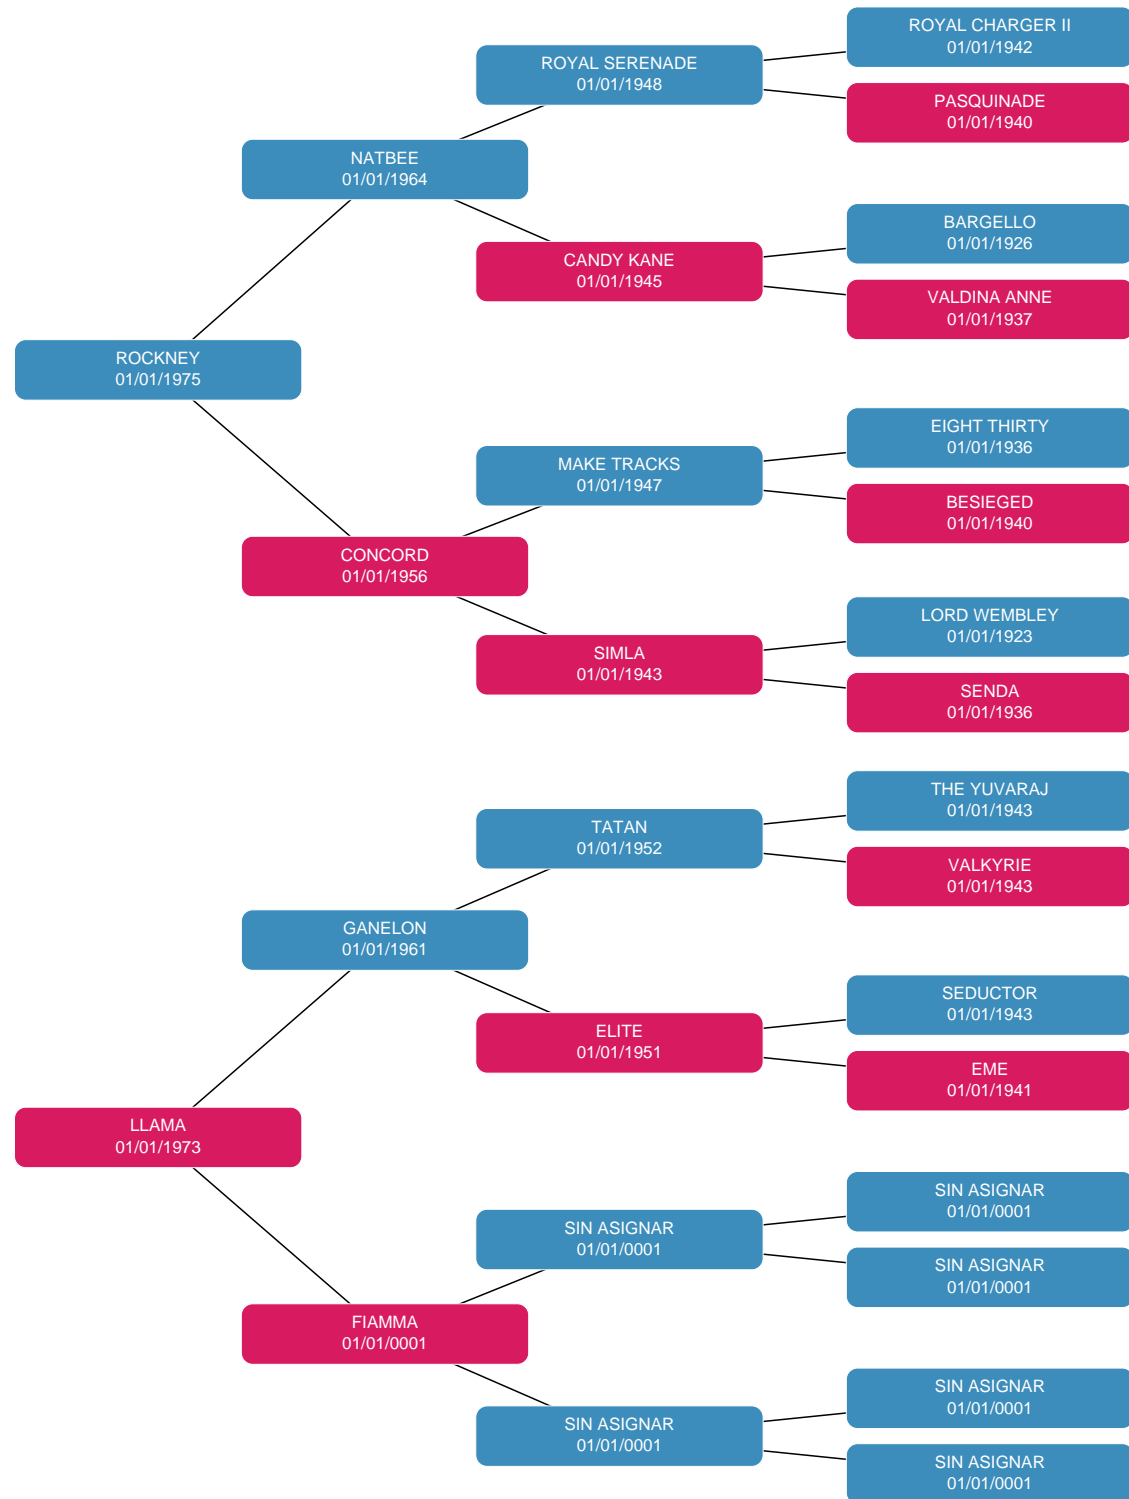 ROYAL CHARGER II
01/01/1942
ROYAL SERENADE
01/01/1948
PASQUINADE
01/01/1940
NATBEE
01/01/1964
BARGELLO
01/01/1926
CANDY KANE
01/01/1945
VALDINA ANNE
01/01/1937
ROCKNEY
01/01/1975
EIGHT THIRTY
01/01/1936
MAKE TRACKS
01/01/1947
BESIEGED
01/01/1940
CONCORD
01/01/1956
LORD WEMBLEY
01/01/1923
SIMLA
01/01/1943
SENDA
01/01/1936
THE YUVARAJ
01/01/1943
TATAN
01/01/1952
VALKYRIE
01/01/1943
GANELON
01/01/1961
SEDUCTOR
01/01/1943
ELITE
01/01/1951
EME
01/01/1941
LLAMA
01/01/1973
SIN ASIGNAR
01/01/0001
SIN ASIGNAR
01/01/0001
SIN ASIGNAR
01/01/0001
FIAMMA
01/01/0001
SIN ASIGNAR
01/01/0001
SIN ASIGNAR
01/01/0001
SIN ASIGNAR
01/01/0001